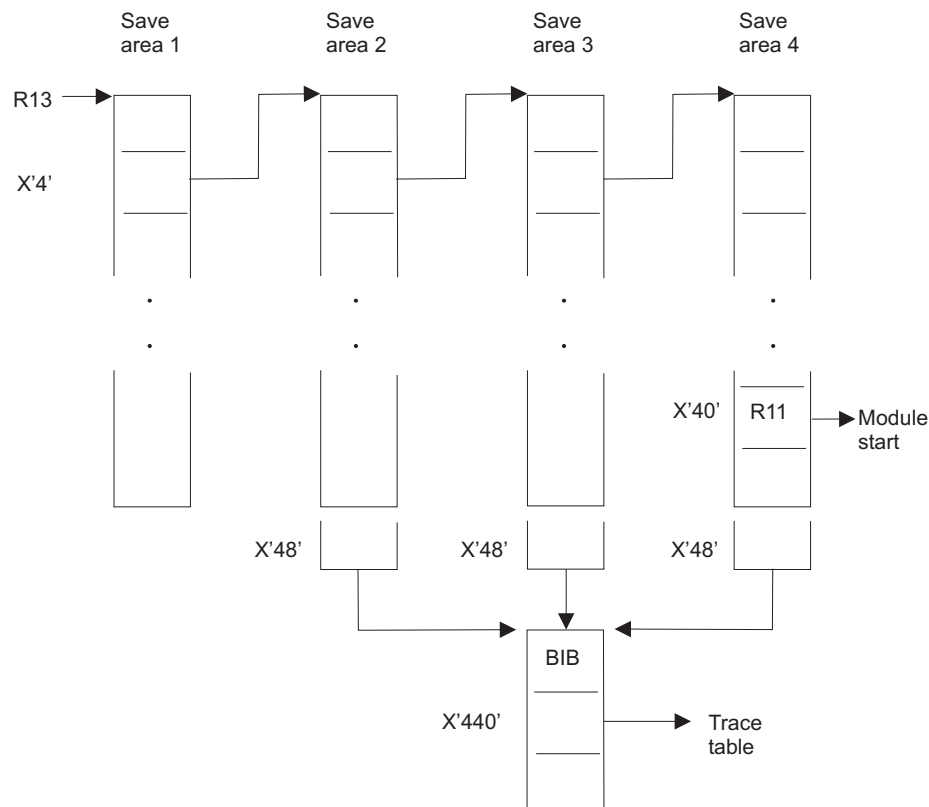 Save
area 1
Save
area 2
Save
area 3
Save
area 4
R13
X'4'
X'40'
R11
Module
start
X'48'
X'48'
X'48'
BIB
X'440'
Trace
table